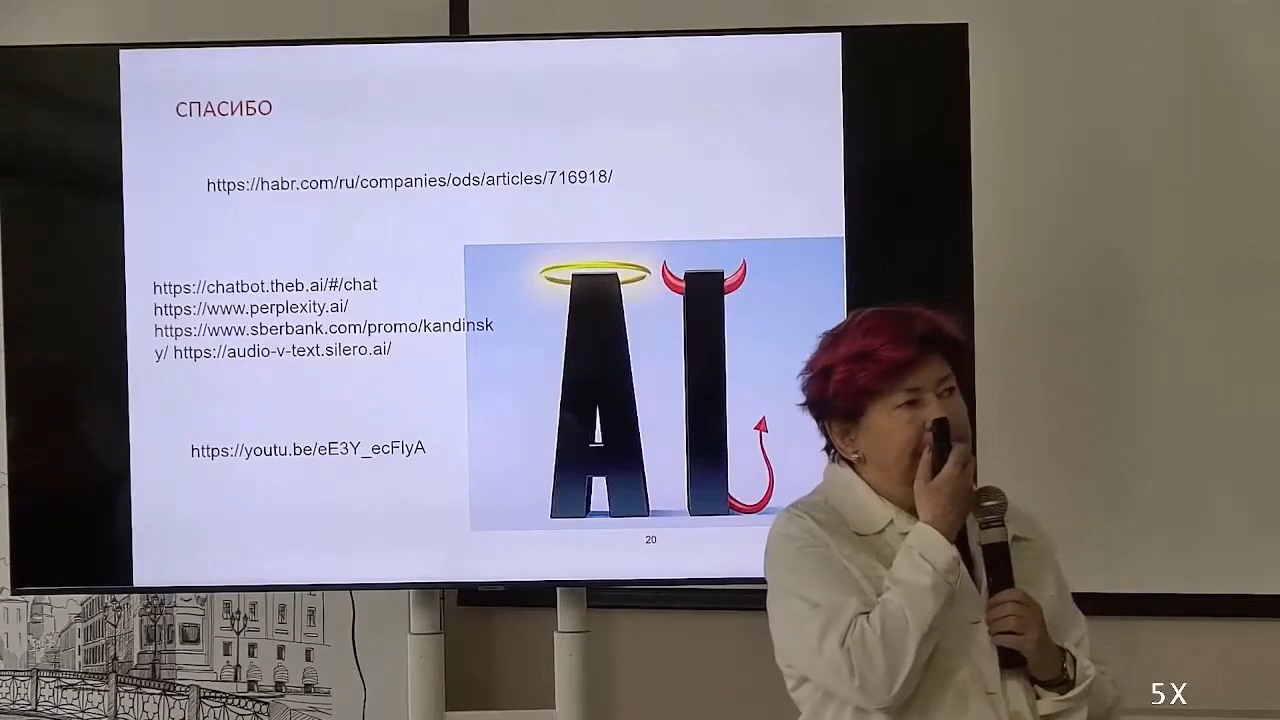 СПАСИБО
https://habr.com/ru/companies/ods/articles/716918/
https://chatbot.theb.ai/#/chat
https://www.perplexity.ai/
https://www.sberbank.com/promo/kandinsk
y/ https://audio-v-text.silero.ai/
https://youtu.be/eE3Y_ecFlyA
AI
20
5X